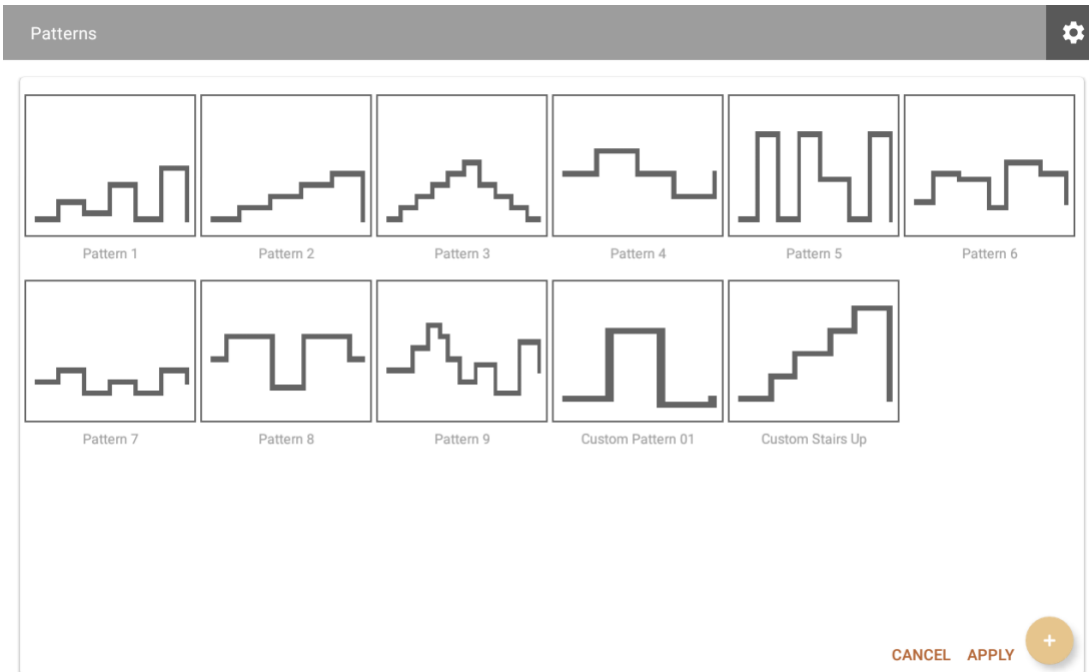 Patterns
Pattern 1
Pattern 2
Pattern 3
Pattern 4
Pattern 5
Pattern 6
Pattern 7
Pattern 8
Pattern 9
Custom Pattern 01
Custom Stairs Up
CANCEL
APPLY
+